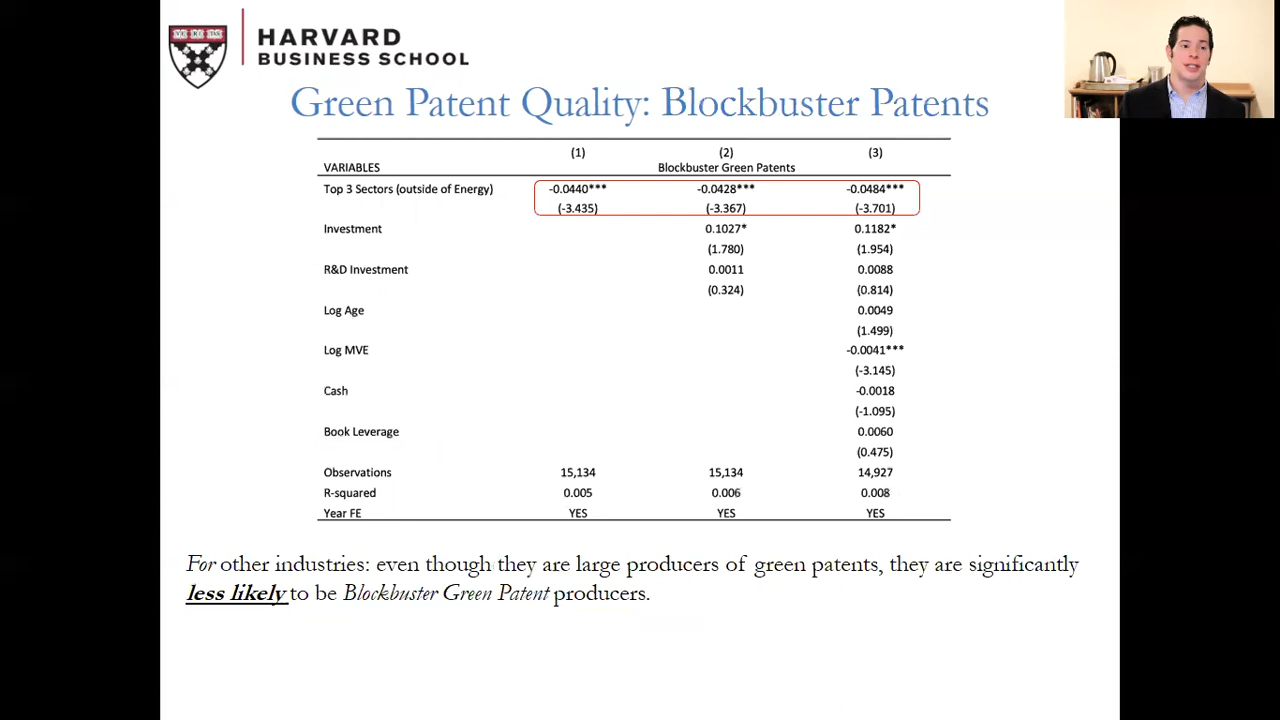 HARVARD
BUSINESS SCHOOL
Green Patent Quality: Blockbuster Patents
(1) (2) (3)
VARIABLES Blockbuster Green Patents
Top 3 Sectors (outside of Energy) -0.0440*** -0.0428*** -0.0484***
(-3.435) (-3.367) (-3.701)
Investment 0.1027* 0.1182*
(1.780) (1.954)
R&D Investment 0.0011 0.0088
(0.324) (0.814)
Log Age 0.0049
(1.499)
Log MVE -0.0041***
(-3.145)
Cash -0.0018
(-1.095)
Book Leverage 0.0060
(0.475)
Observations 15,134 15,134 14,927
R-squared 0.005 0.006 0.008
Year FE YES YES YES
For other industries: even though they are large producers of green patents, they are significantly
less likely to be Blockbuster Green Patent producers.